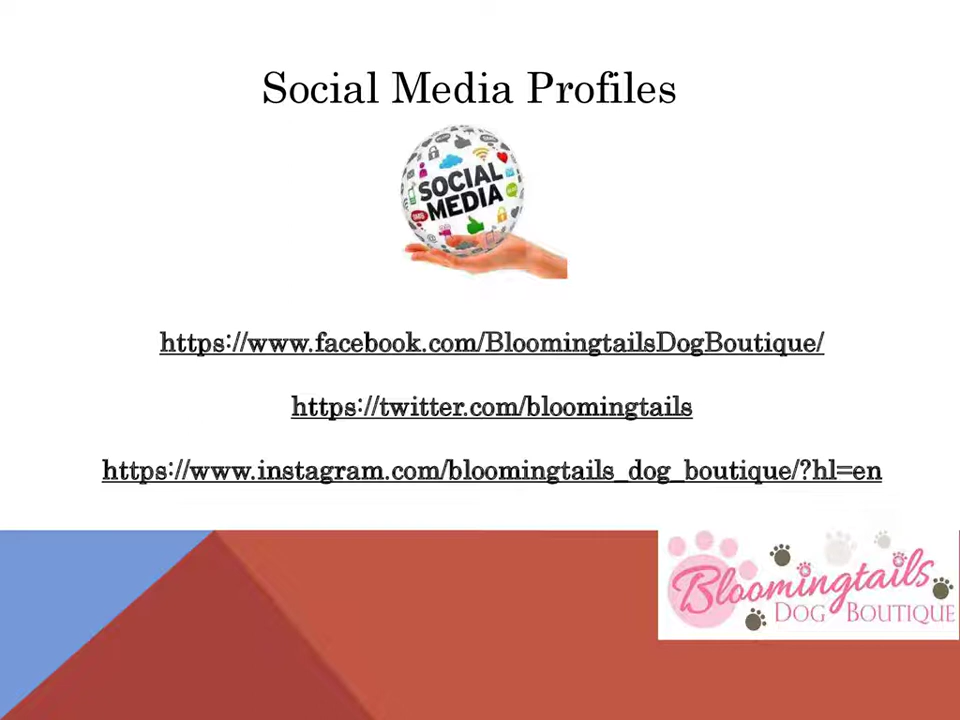 Social Media Profiles
SOCIAL
MEDIA
https://www.facebook.com/BloomingtailsDogBoutique/
https://twitter.com/bloomingtails
https://www.instagram.com/bloomingtails_dog_boutique/?hl=en
Bloomingtails
DOG BOUTIQUE